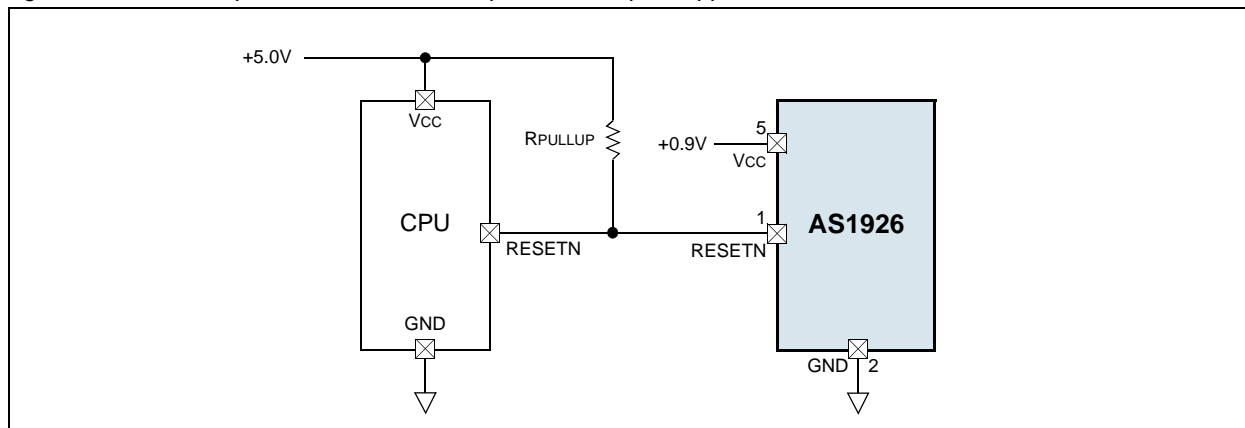 +5.0V
VCC
RPULLUP
+0.9V
5
VCC
CPU
1
AS1926
RESETN
RESETN
GND
GND
2